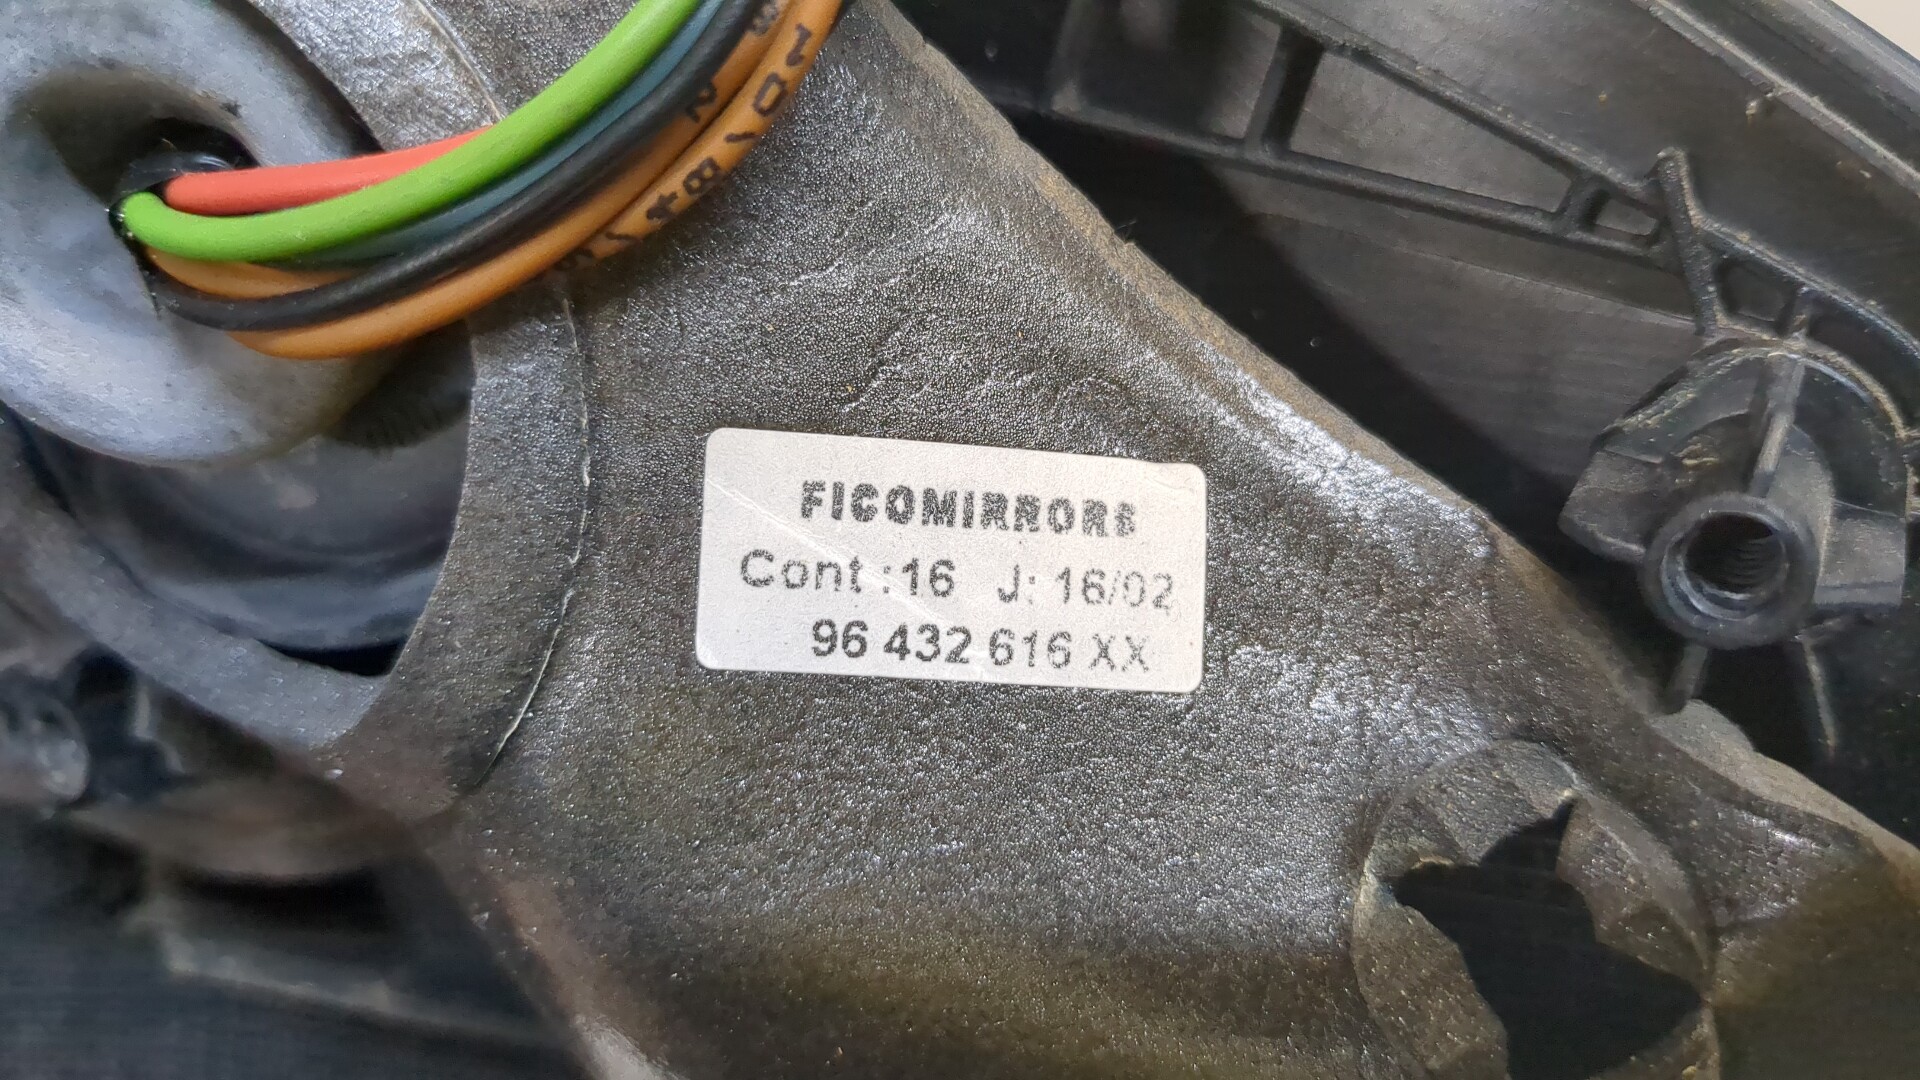 FICOMIRRORS
Cont :16 J: 16/02
96 432 616 XX